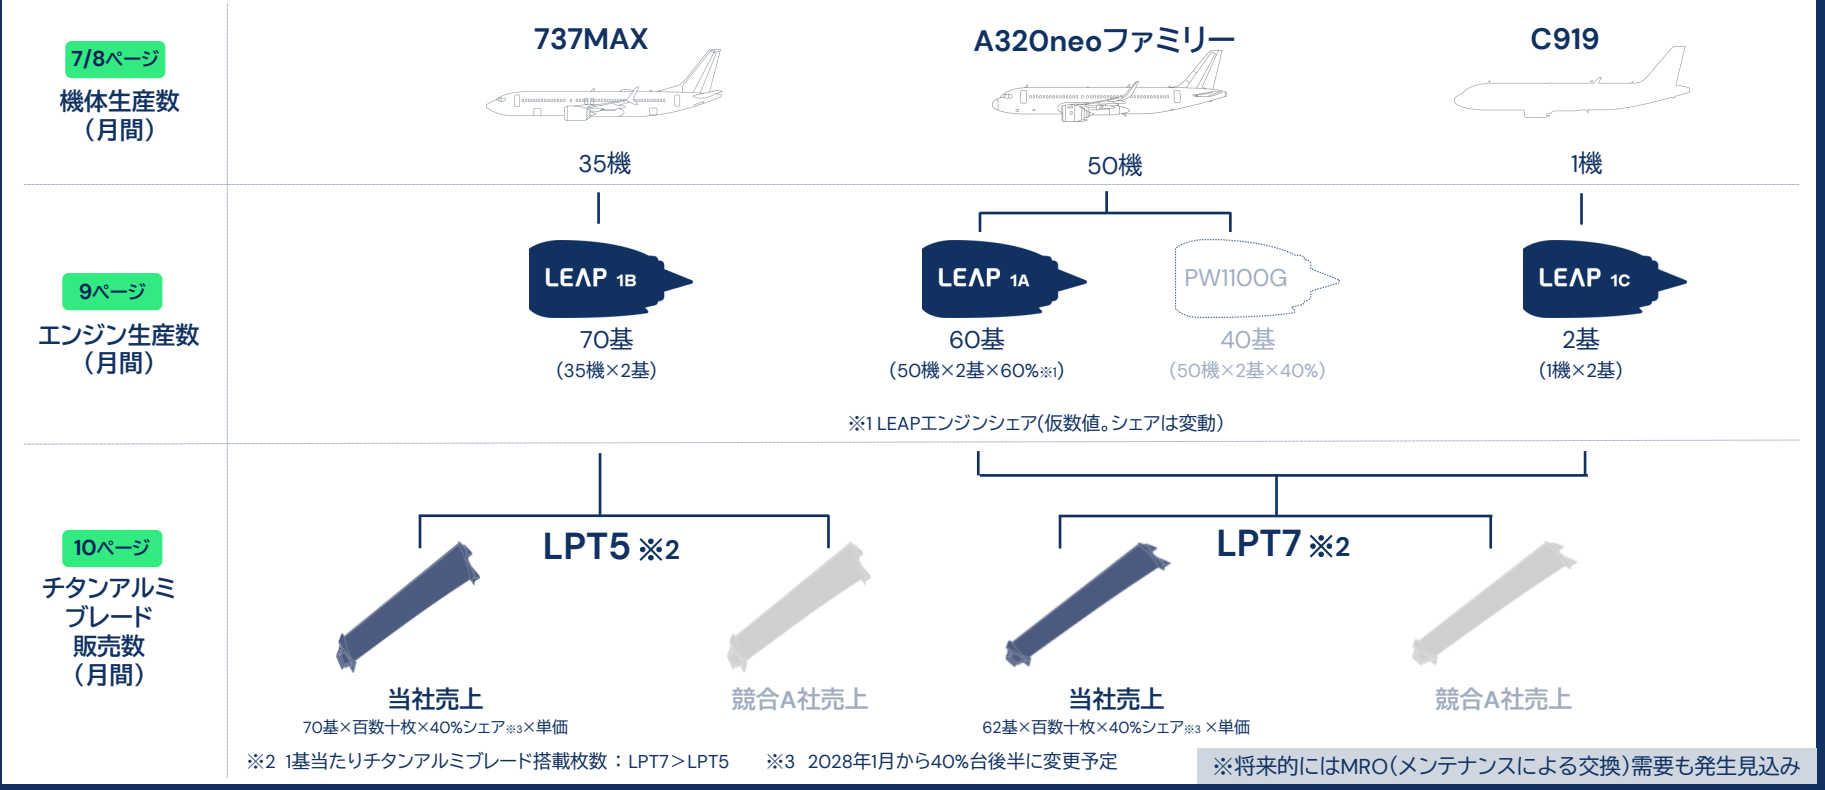 7/8ページ
機体生産数
（月間）
737MAX
35機
A320neoファミリー
50機
C919
1機
9ページ
エンジン生産数
（月間）
LEAP 1B
70基
（35機×2基）
LEAP 1A
60基
（50機×2基×60%※1）
PW1100G
40基
（50機×2基×40%）
LEAP 1C
2基
（1機×2基）
※1 LEAPエンジンシェア（仮数値。シェアは変動）
10ページ
チタンアルミ
ブレード
販売数
（月間）
LPT5 ※2
当社売上
70基×百数十枚×40%シェア※3×単価
競合A社売上
LPT7 ※2
当社売上
62基×百数十枚×40%シェア※3 ×単価
競合A社売上
※2 1基当たりチタンアルミブレード搭載枚数：LPT7＞LPT5
※3 2028年1月から40%台後半に変更予定
※将来的にはMRO（メンテナンスによる交換）需要も発生見込み